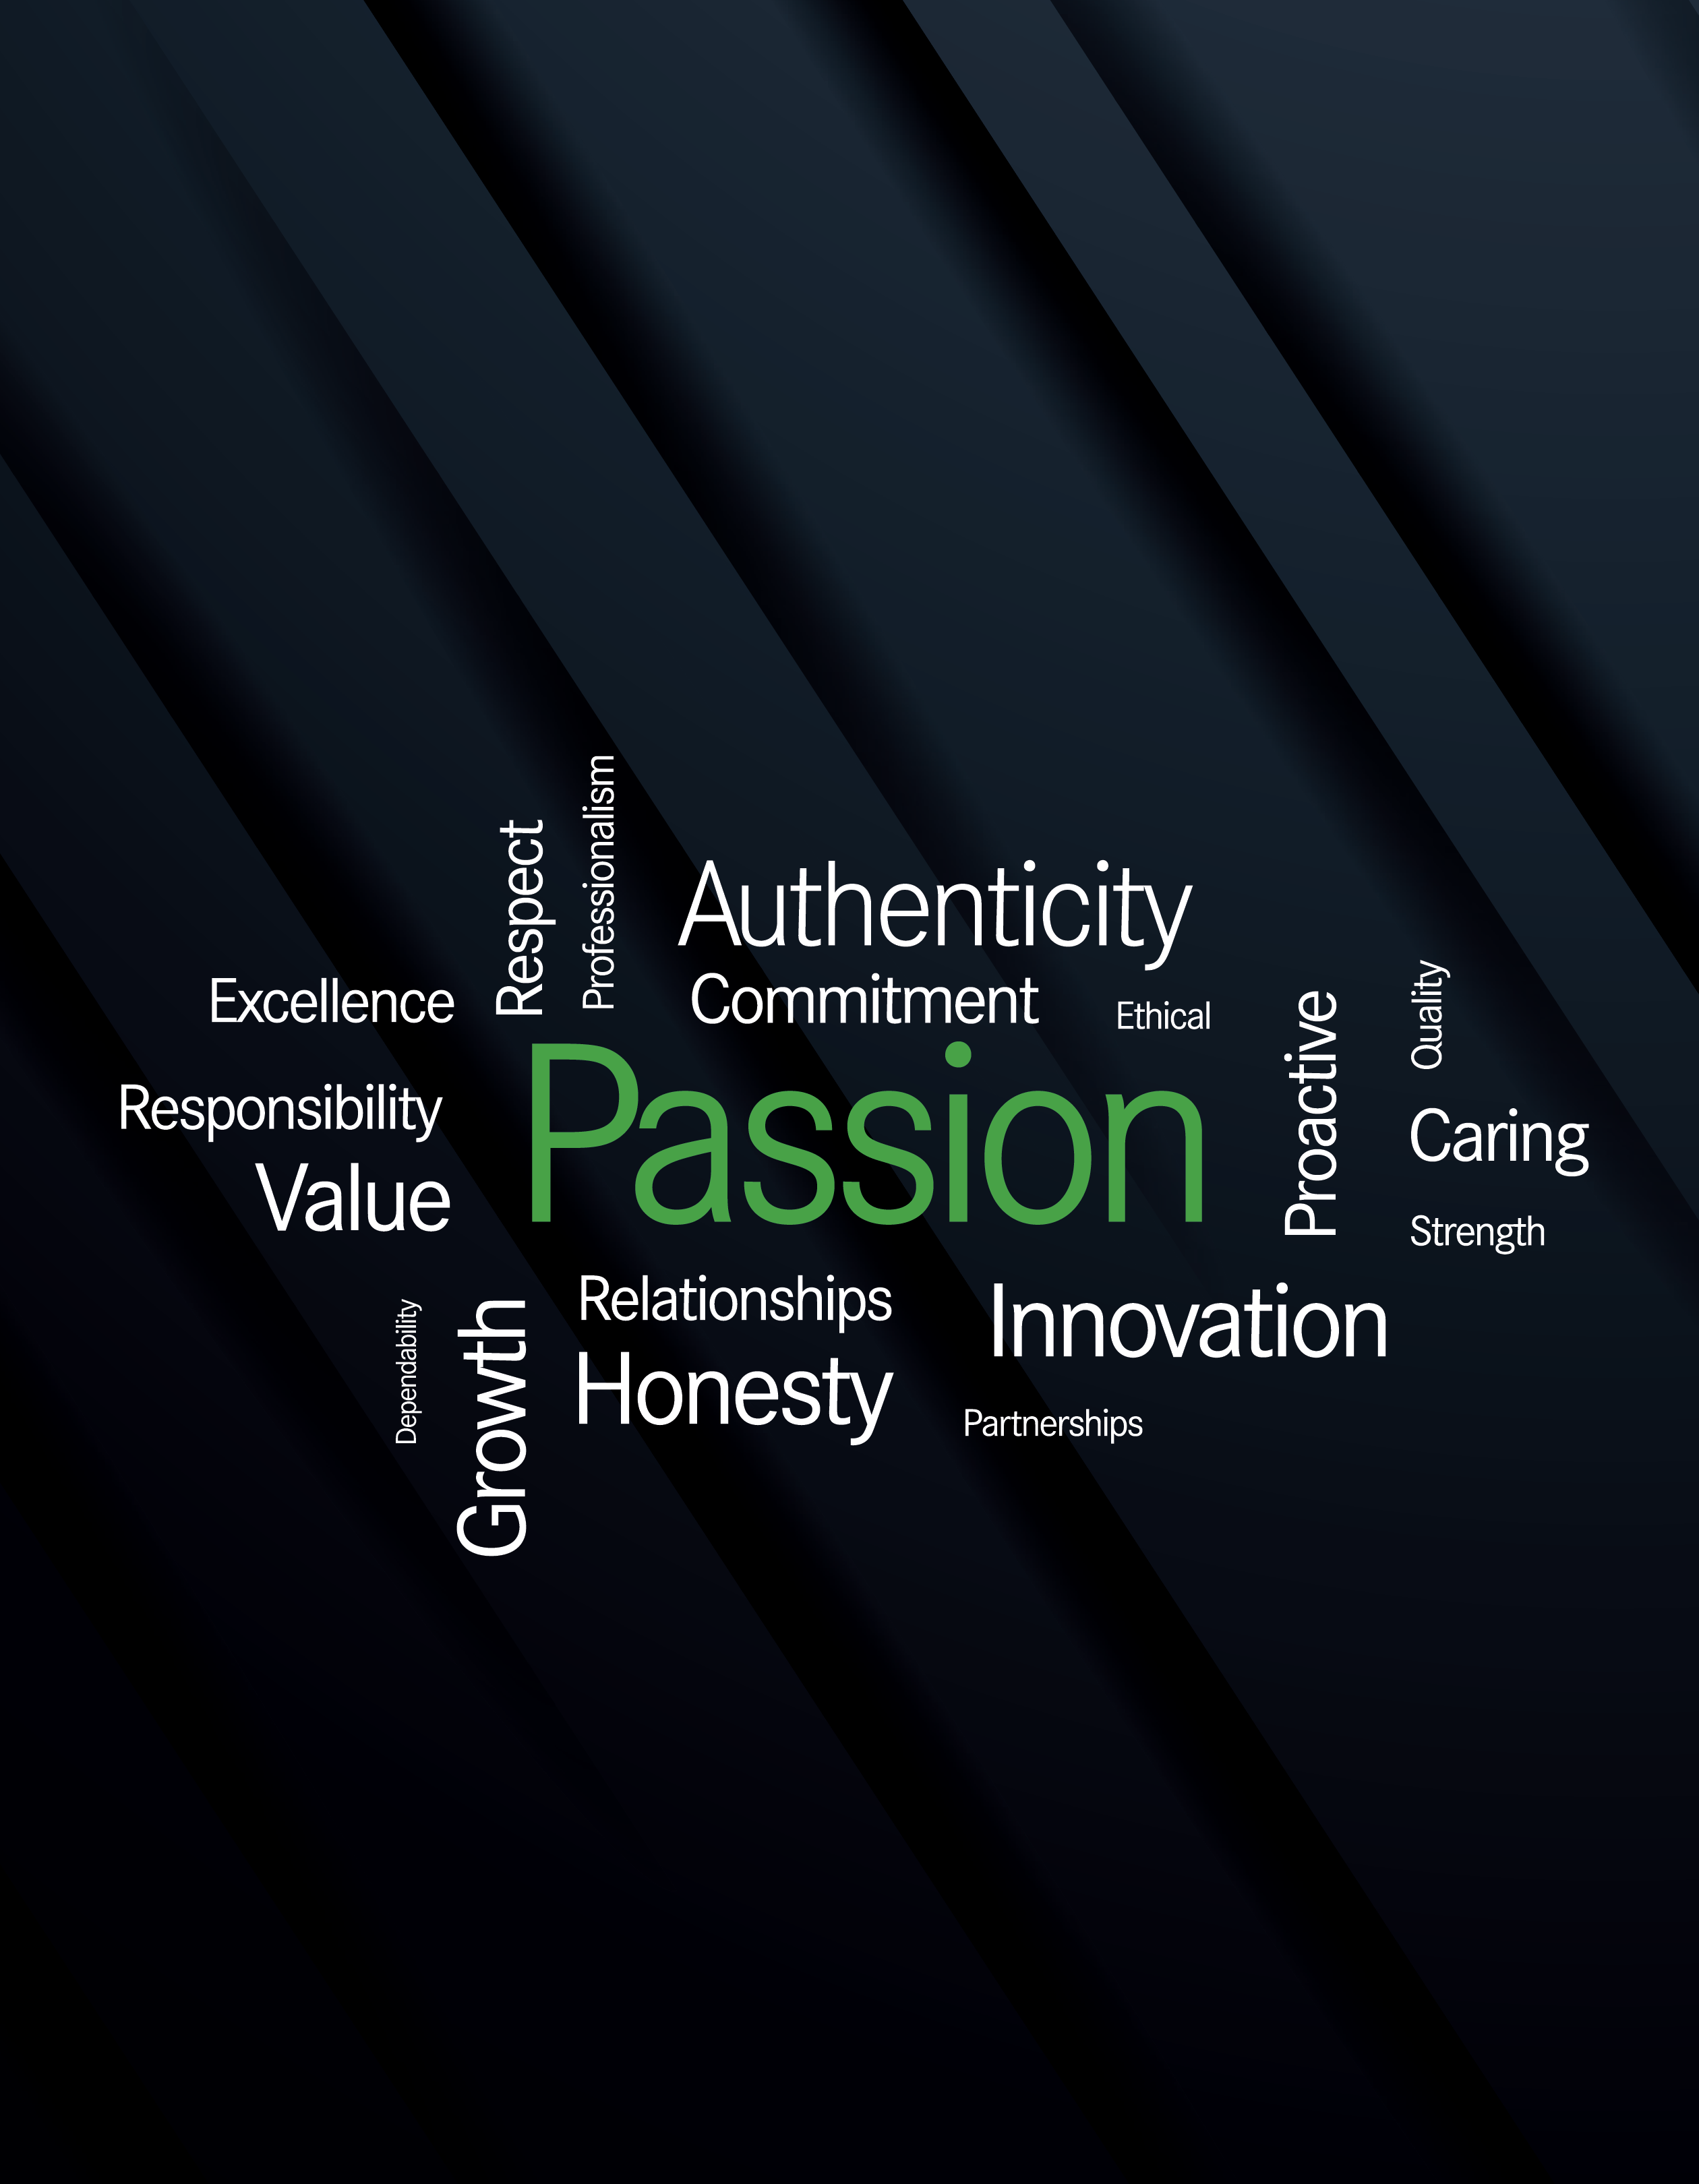 Professionalism
Respect
Authenticity
Excellence
Commitment
Ethical
Quality
Proactive
Responsibility
Passion
Caring
Value
Strength
Dependability
Growth
Relationships
Innovation
Honesty
Partnerships